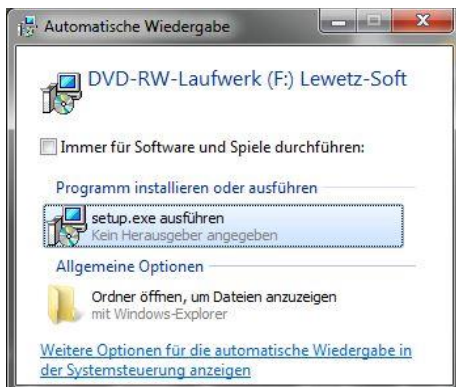 Automatische Wiedergabe
DVD-RW-Laufwerk (F:) Lewetz-Soft
Immer für Software und Spiele durchführen:
Programm installieren oder ausführen
setup.exe ausführen
Kein Herausgeber angegeben
Allgemeine Optionen
Ordner öffnen, um Dateien anzuzeigen
mit Windows-Explorer
Weitere Optionen für die automatische Wiedergabe in
der Systemsteuerung anzeigen